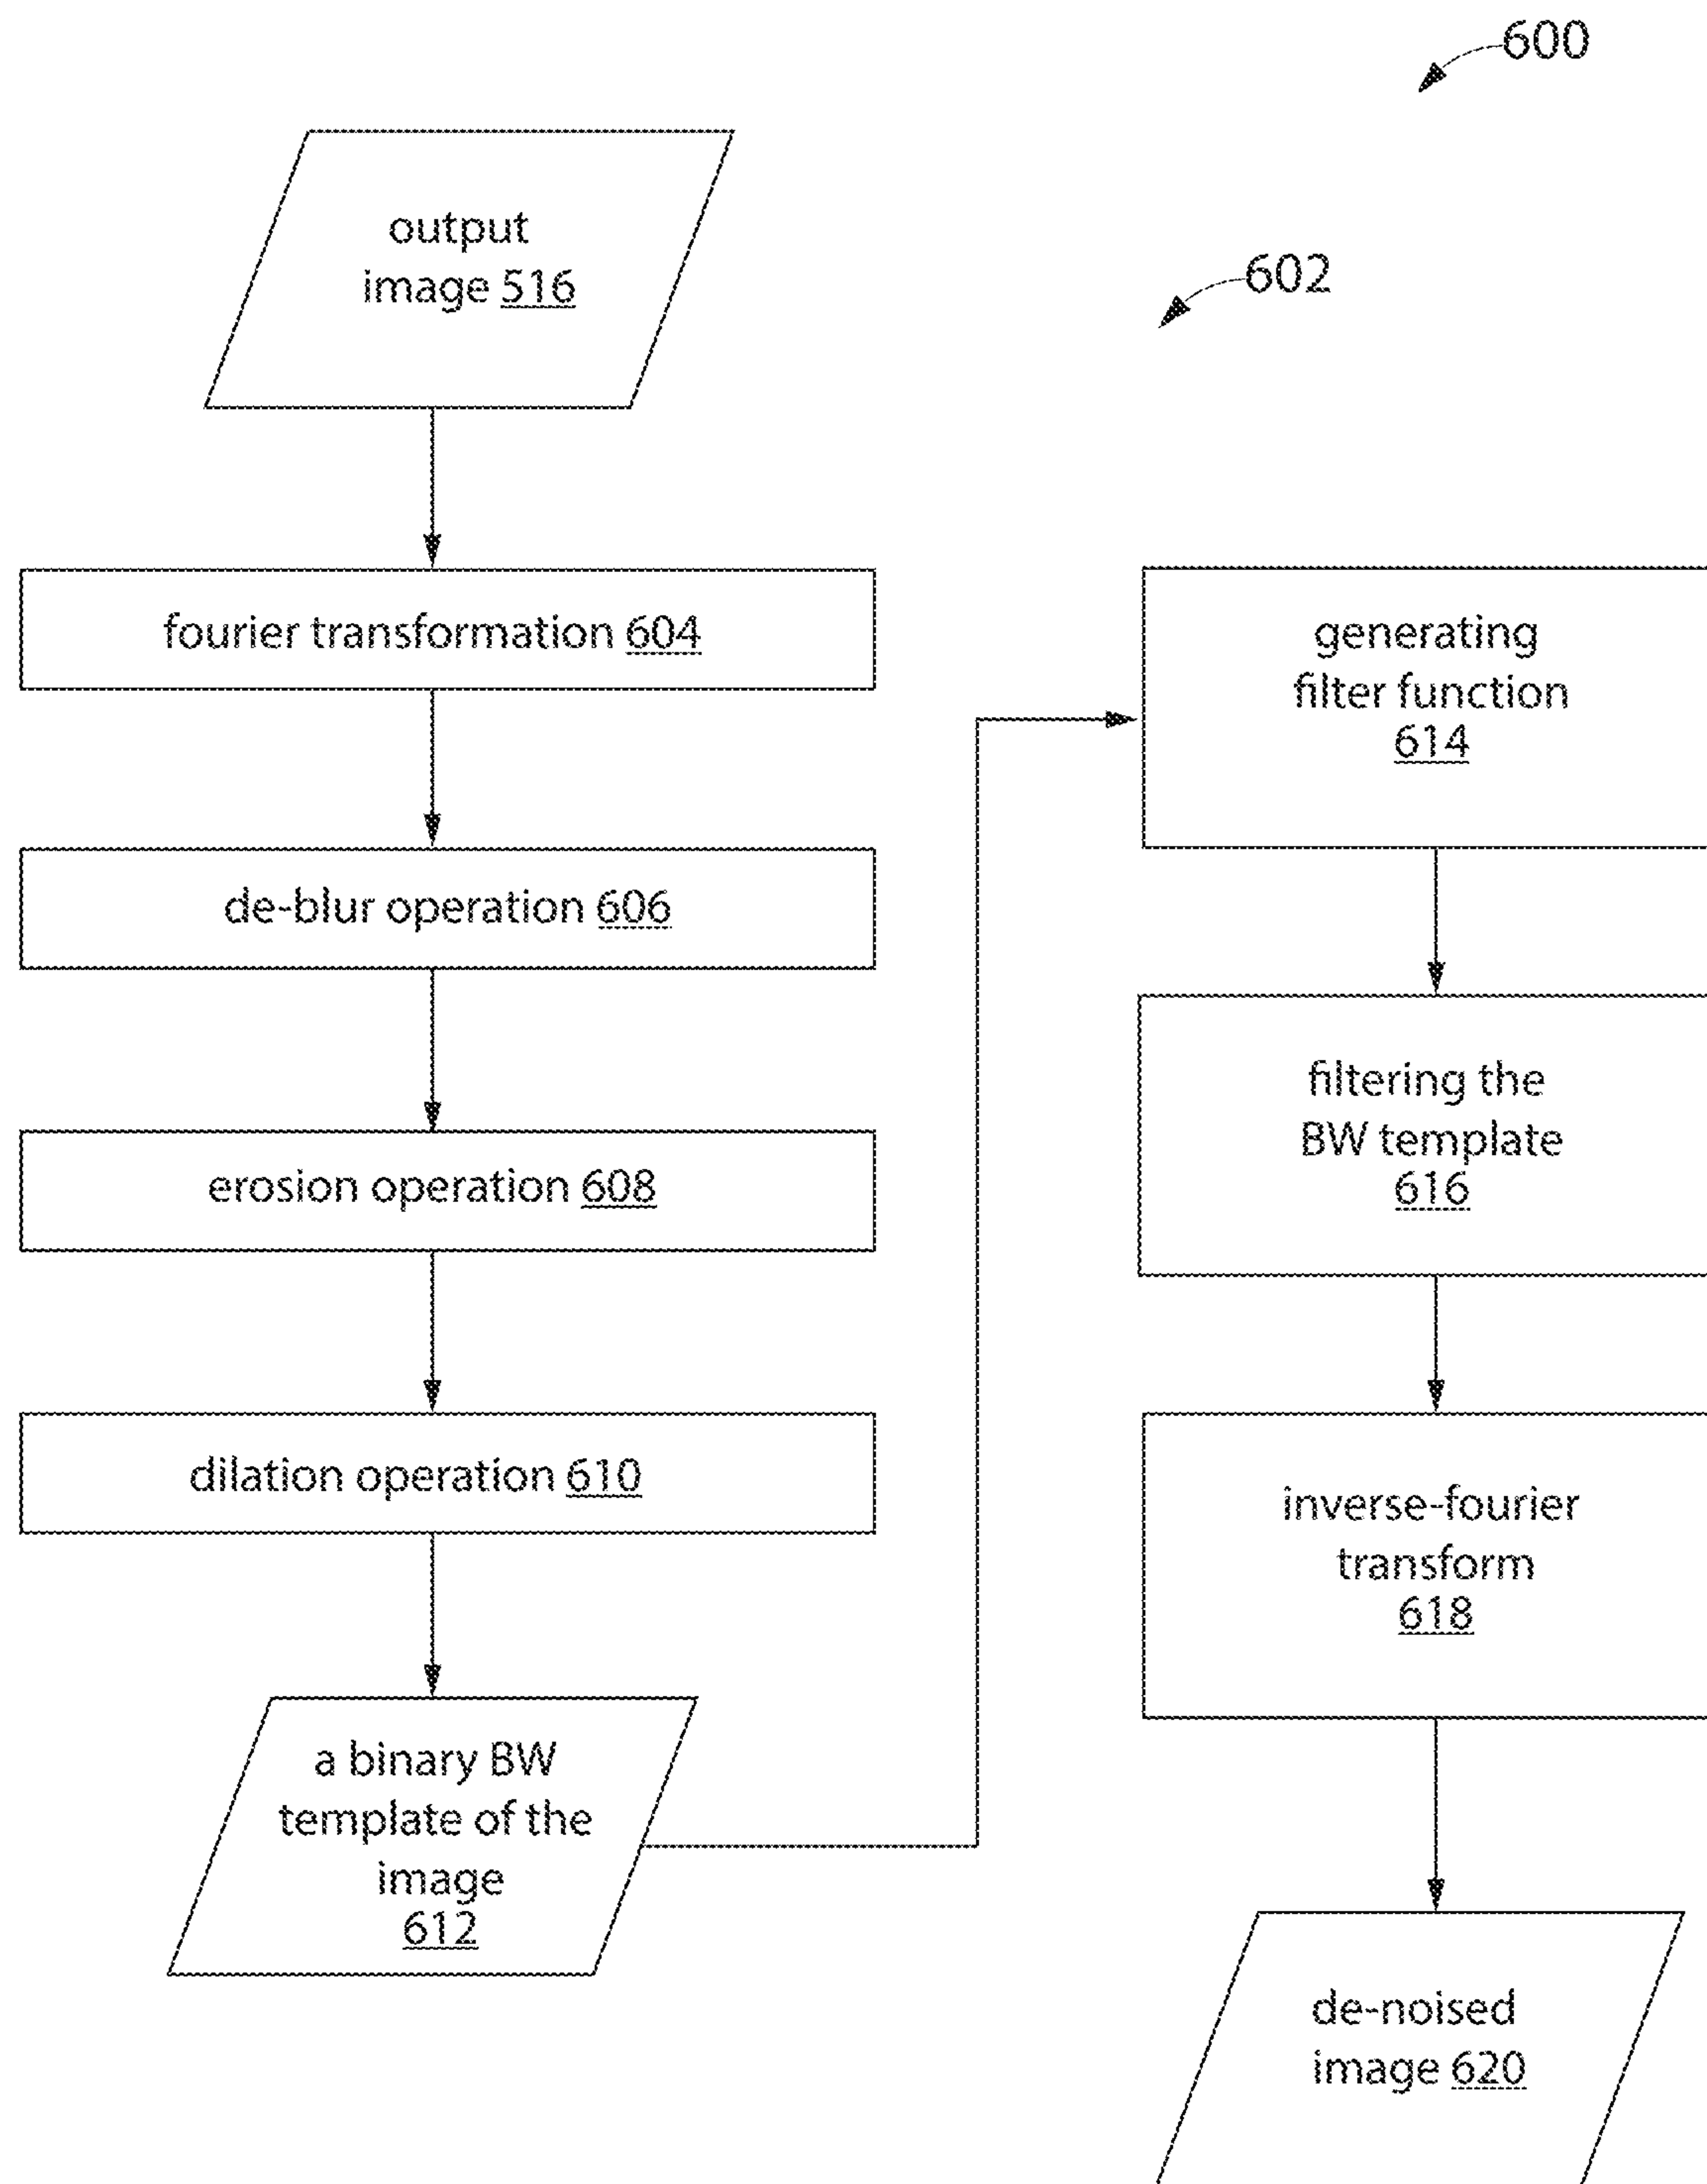 600
602
output
image 516
fourier transformation 604
de-blur operation 606
erosion operation 608
dilation operation 610
a binary BW
template of the
image
612
generating
filter function
614
filtering the
BW template
616
inverse-fourier
transform
618
de-noised
image 620